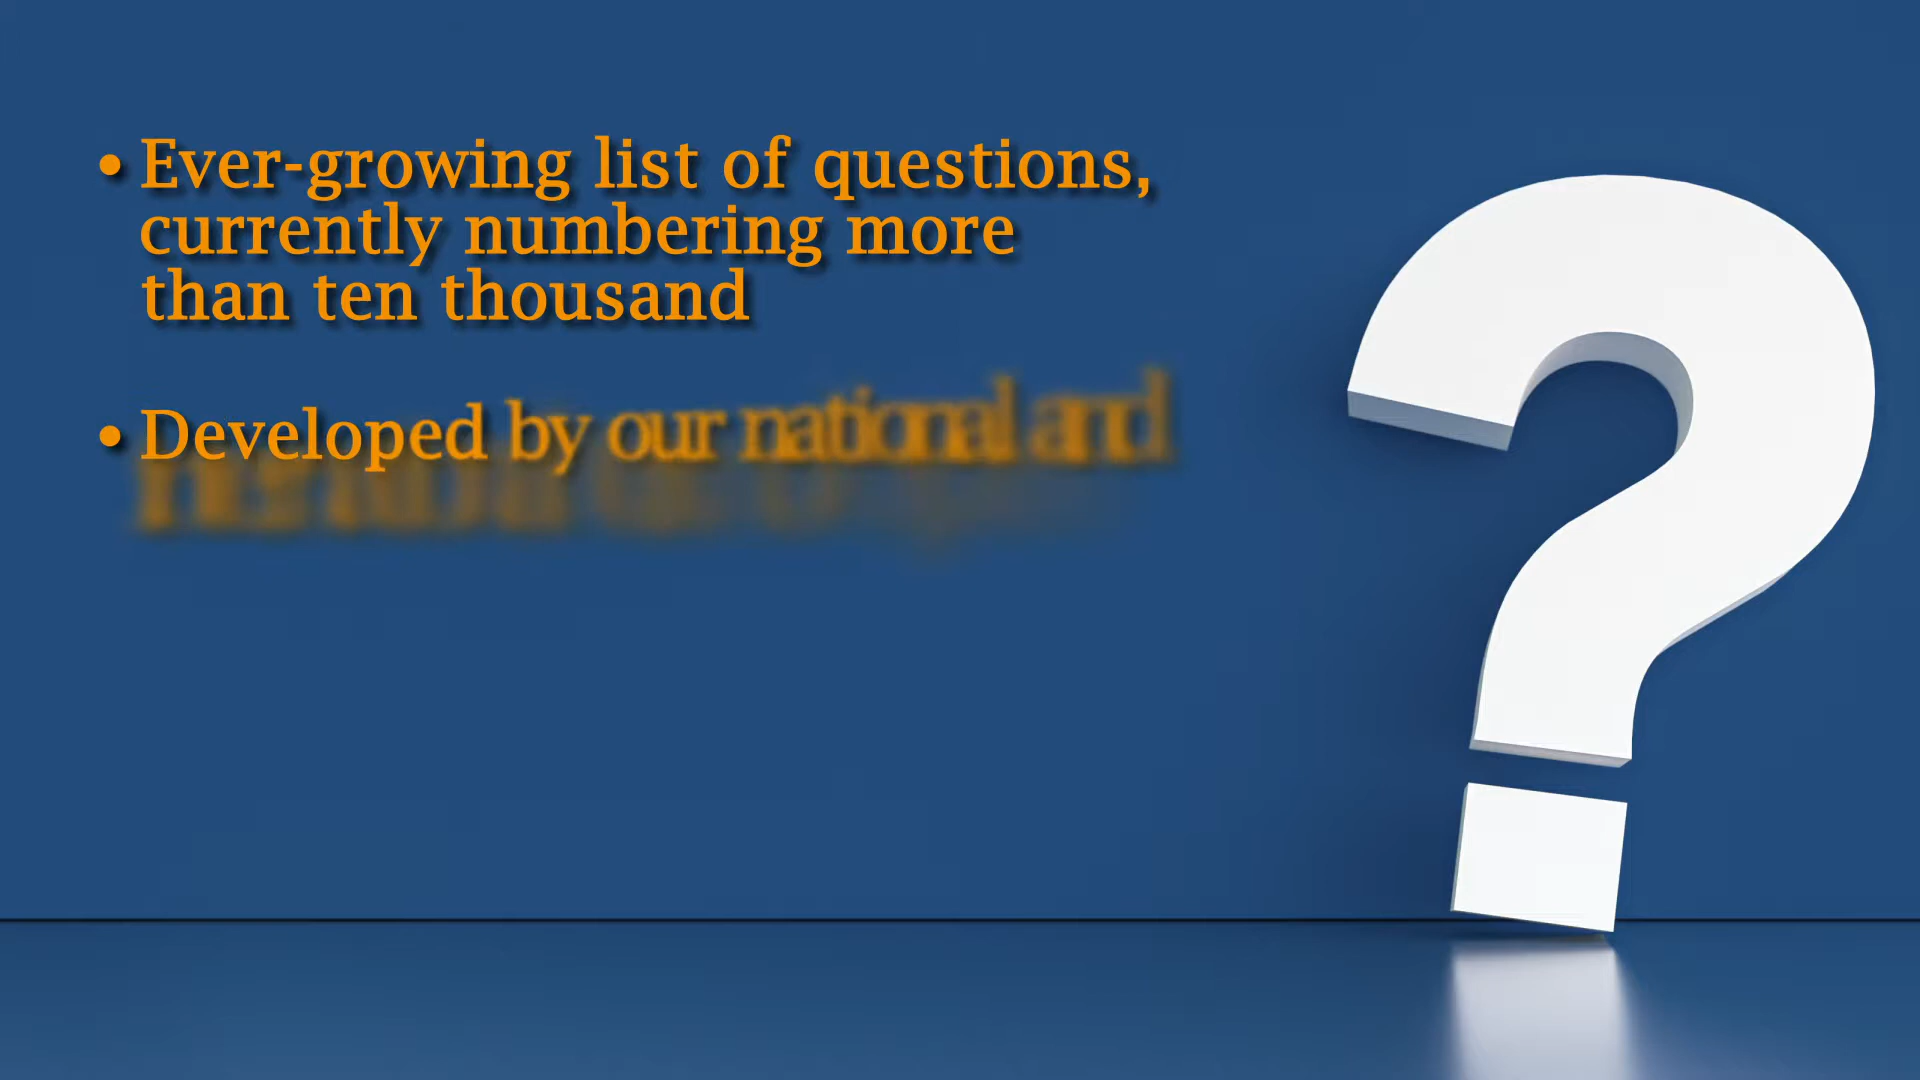 • Ever-growing list of questions,
currently numbering more
than ten thousand
• Developed by our national and